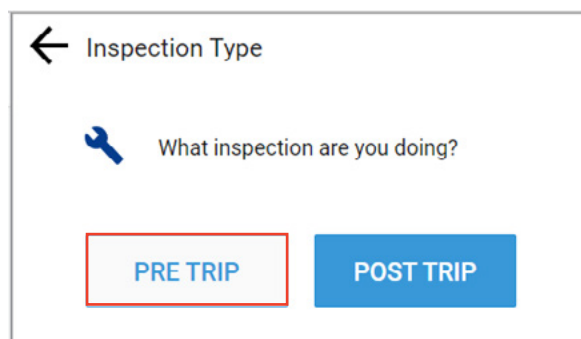 Inspection Type
What inspection are you doing?
PRE TRIP
POST TRIP